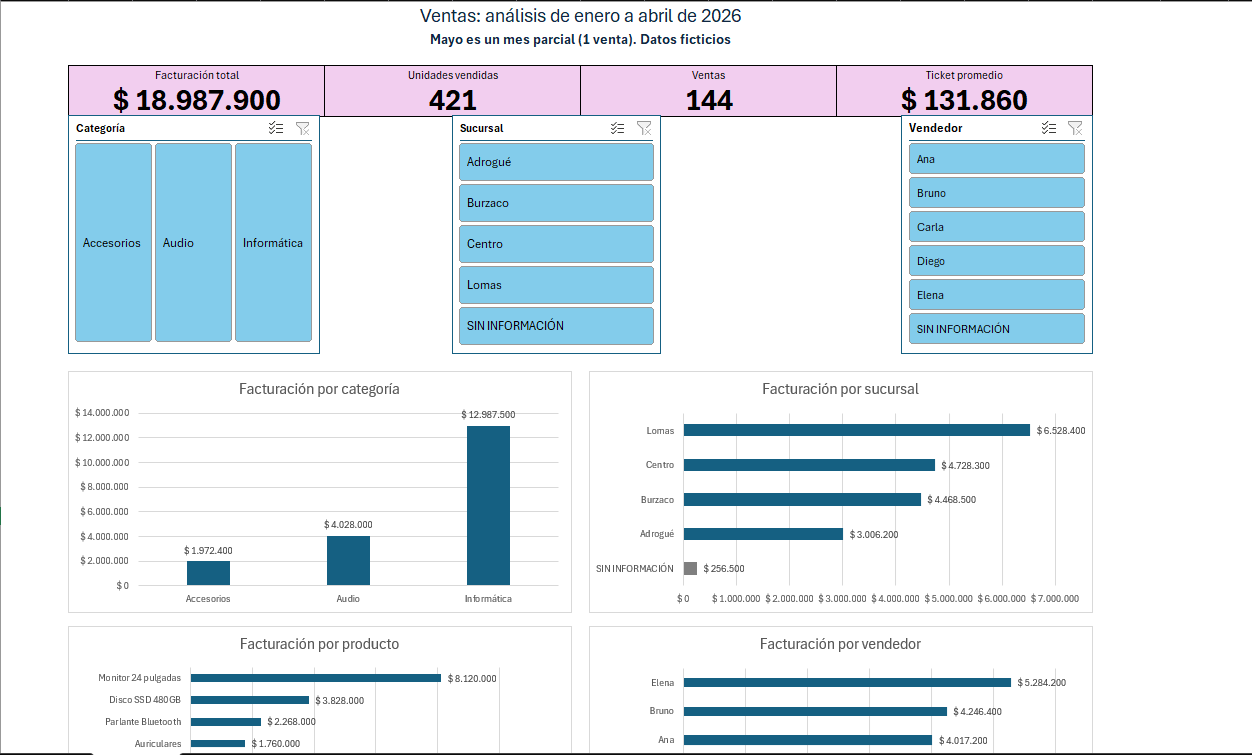 Ventas: análisis de enero a abril de 2026
Mayo es un mes parcial (1 venta). Datos ficticios
Facturación total
$ 18.987.900
Unidades vendidas
421
Ventas
144
Ticket promedio
$ 131.860
Categoría
Accesorios
Audio
Informática
Sucursal
Adrogué
Burzaco
Centro
Lomas
SIN INFORMACIÓN
Vendedor
Ana
Bruno
Carla
Diego
Elena
SIN INFORMACIÓN
Facturación por categoría
$ 14.000.000
$ 12.000.000
$ 10.000.000
$ 8.000.000
$ 6.000.000
$ 4.000.000
$ 2.000.000
$ 0
$ 1.972.400
$ 4.028.000
$ 12.987.500
Accesorios
Audio
Informática
Facturación por sucursal
Lomas
$ 6.528.400
Centro
$ 4.728.300
Burzaco
$ 4.468.500
Adrogué
$ 3.006.200
SIN INFORMACIÓN
$ 256.500
$ 0
$ 1.000.000
$ 2.000.000
$ 3.000.000
$ 4.000.000
$ 5.000.000
$ 6.000.000
$ 7.000.000
Facturación por producto
Monitor 24 pulgadas
$ 8.120.000
Disco SSD 480GB
$ 3.828.000
Parlante Bluetooth
$ 2.268.000
Auriculares
$ 1.760.000
Facturación por vendedor
Elena
$ 5.284.200
Bruno
$ 4.246.400
Ana
$ 4.017.200